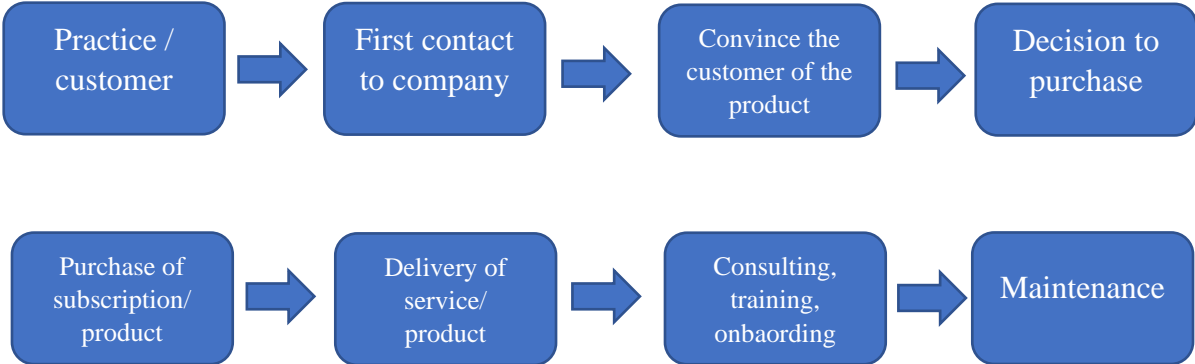 Practice /
customer
First contact
to company
Convince the
customer of the
product
Decision to
purchase
Purchase of
subscription/
product
Delivery of
service/
product
Consulting,
training,
onbaording
Maintenance